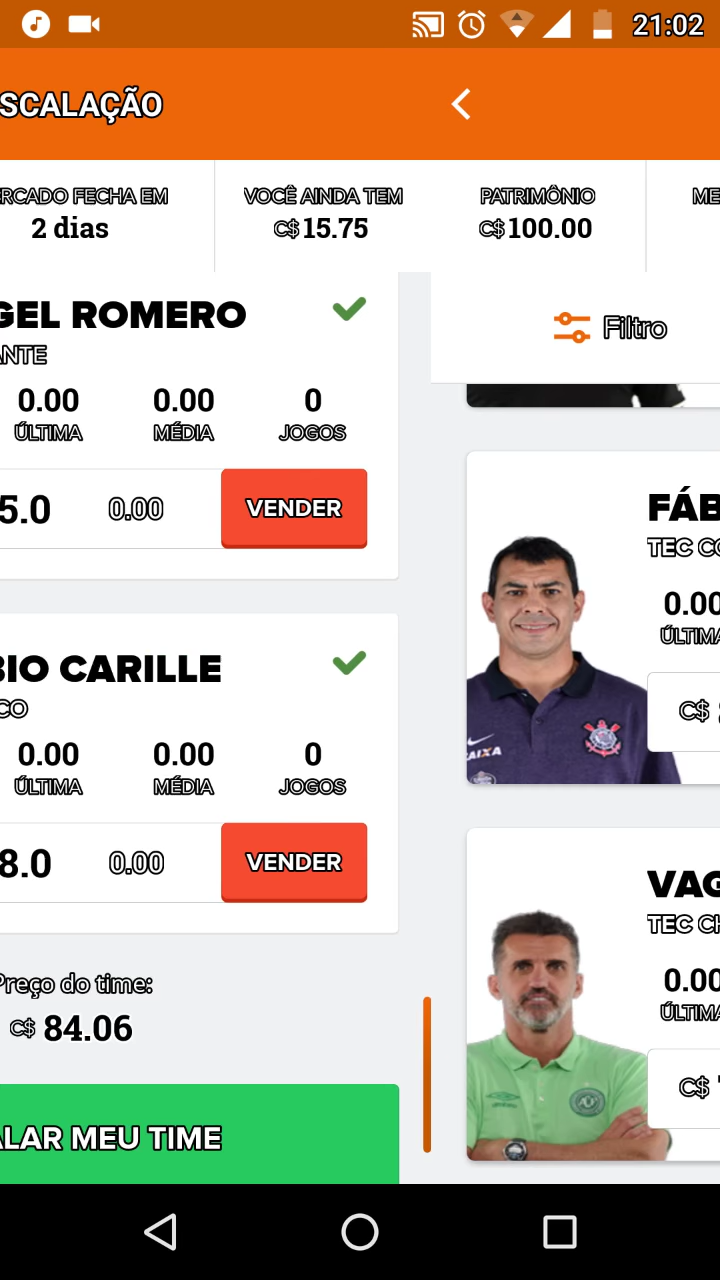 21:02
SCALAÇÃO
RCADO FECHA EM
2 dias
VOCÊ AINDA TEM
C$ 15.75
PATRIMÔNIO
C$ 100.00
ME
GEL ROMERO
ANTE
0.00
ÚLTIMA
0.00
MÉDIA
0
JOGOS
5.0
0.00
VENDER
BIO CARILLE
CO
0.00
ÚLTIMA
0.00
MÉDIA
0
JOGOS
8.0
0.00
VENDER
Preço do time:
C$ 84.06
ALAR MEU TIME
Filtro
FÁB
TEC CO
0.00
ÚLTIMA
C$
CAIXA
VAG
TEC CH
0.00
ÚLTIMA
C$